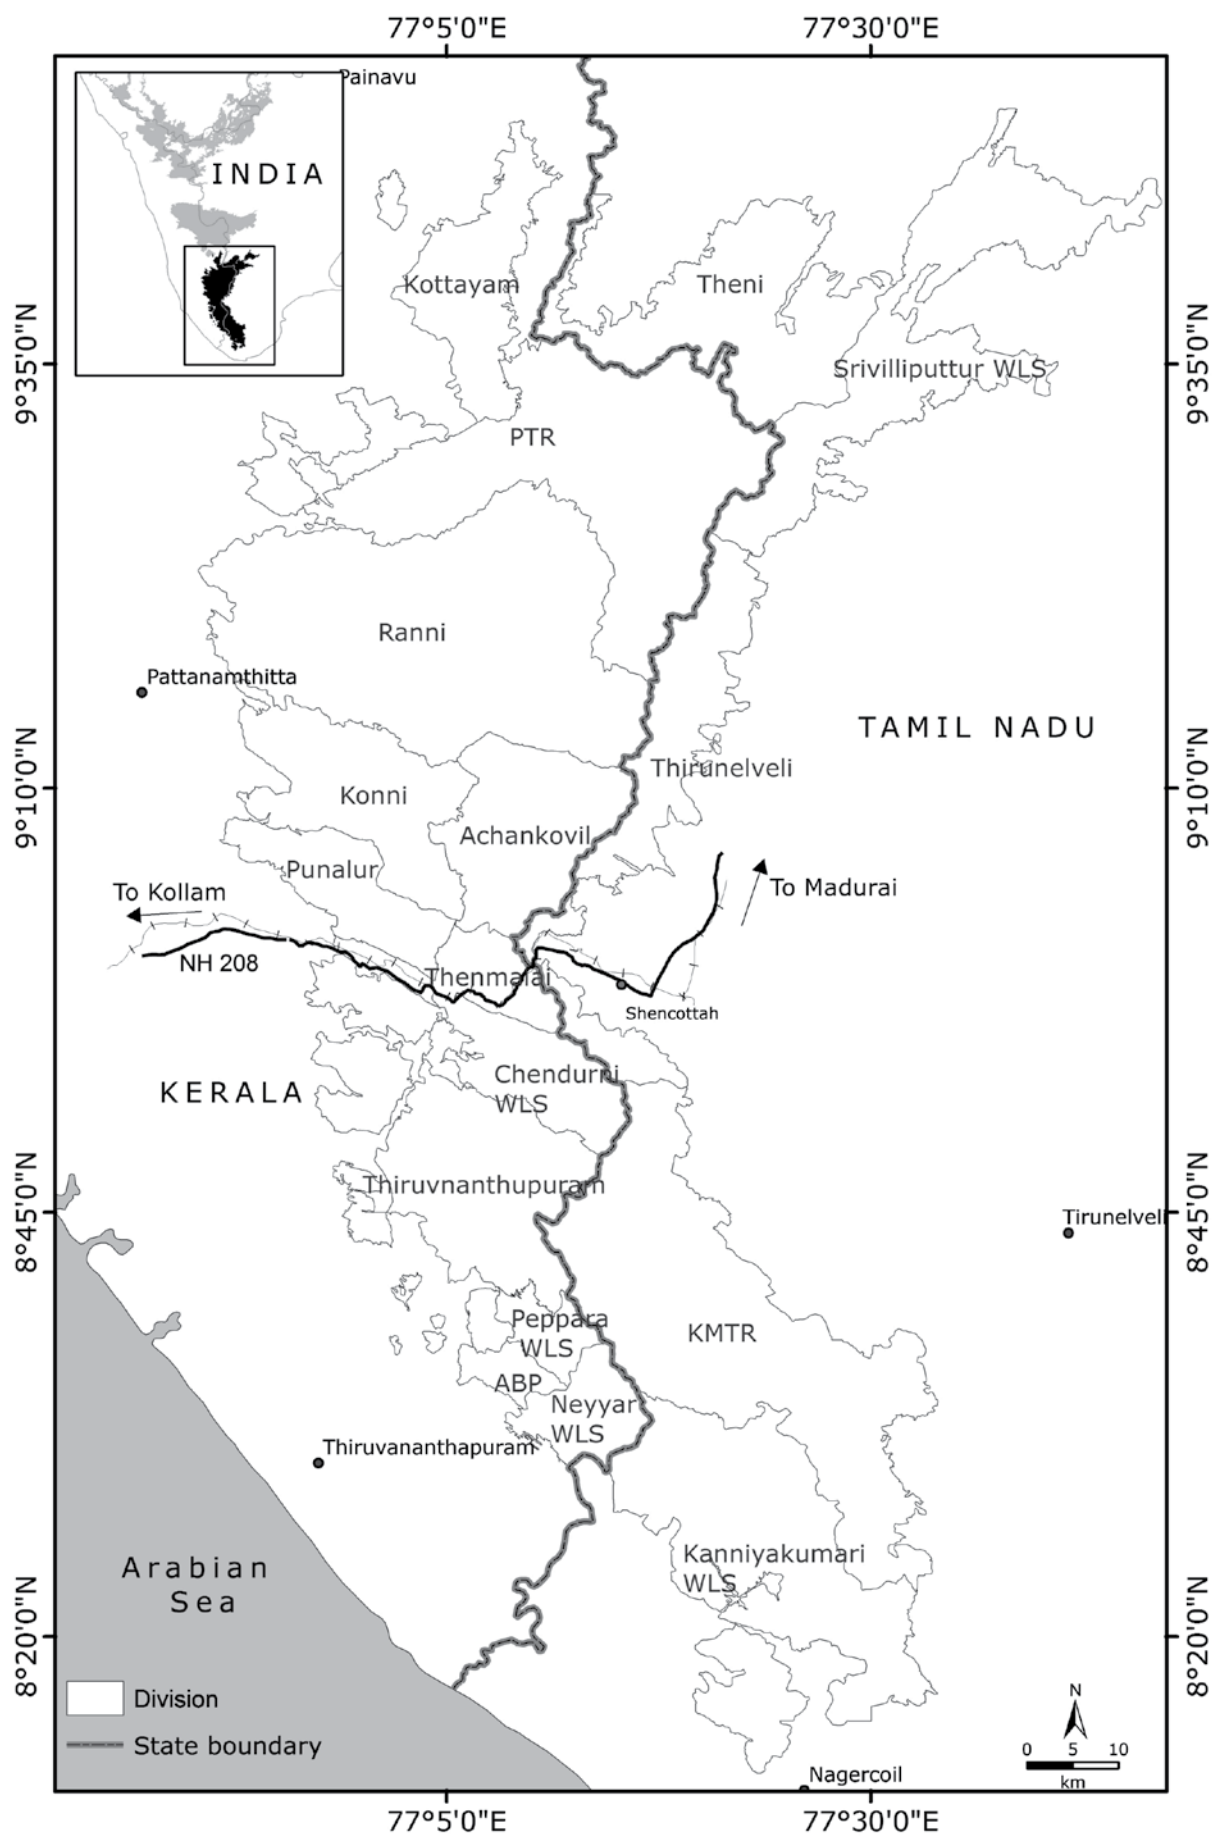 77°5'0"E
77°30'0"E
Painavu
INDIA
Kottayam
Theni
9°35'0"N
9°35'0"N
Srivilliputtur WLS
PTR
Ranni
Pattanamthitta
TAMIL NADU
Thirunelveli
9°10'0"N
9°10'0"N
Konni
Achankovil
Punalur
To Kollam
To Madurai
NH 208
Thenmalai
Shencottah
Chendurni
WLS
KERALA
8°45'0"N
8°45'0"N
Thiruvnanthupuram
Tirunelveli
Peppara
WLS
KMTR
ABP
Neyyar
WLS
Thiruvananthapuram
Arabian
Sea
Kanniyakumari
WLS
8°20'0"N
8°20'0"N
Division
State boundary
N
0 5 10
km
Nagercoil
77°5'0"E
77°30'0"E